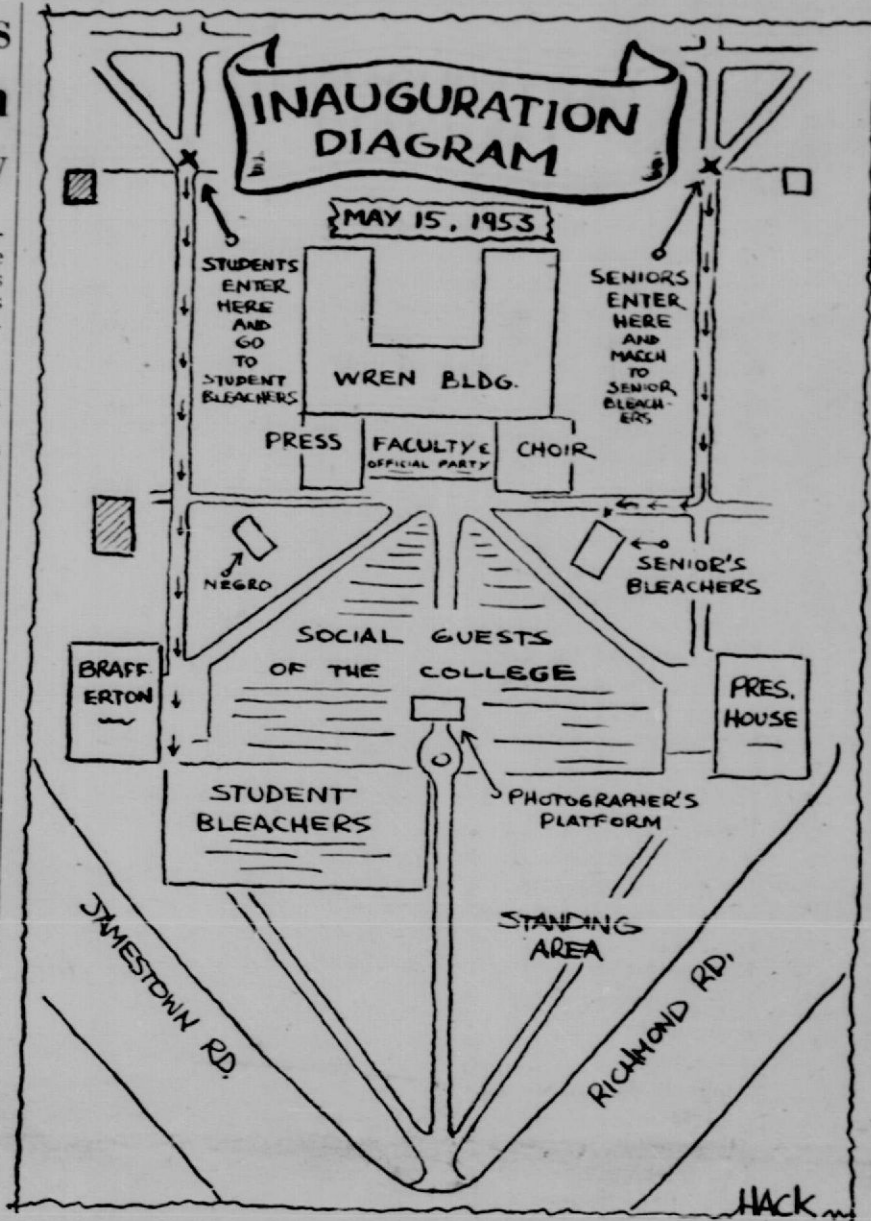 INAUGURATION
DIAGRAM
MAY 15, 1953
STUDENTS
ENTER
HERE
AND
GO
TO
STUDENT
BLEACHERS
SENIORS
ENTER
HERE
AND
MARCH
TO
SENIOR
BLEACH-
ERS
WREN BLDG.
PRESS
FACULTY &
OFFICIAL PARTY
CHOIR
NEGRO
SENIOR'S
BLEACHERS
SOCIAL GUESTS
OF THE COLLEGE
BRAFF
ERTON
PRES.
HOUSE
STUDENT
BLEACHERS
PHOTOGRAPHER'S
PLATFORM
STANDING
AREA
JAMESTOWN RD.
RICHMOND RD.
HACK